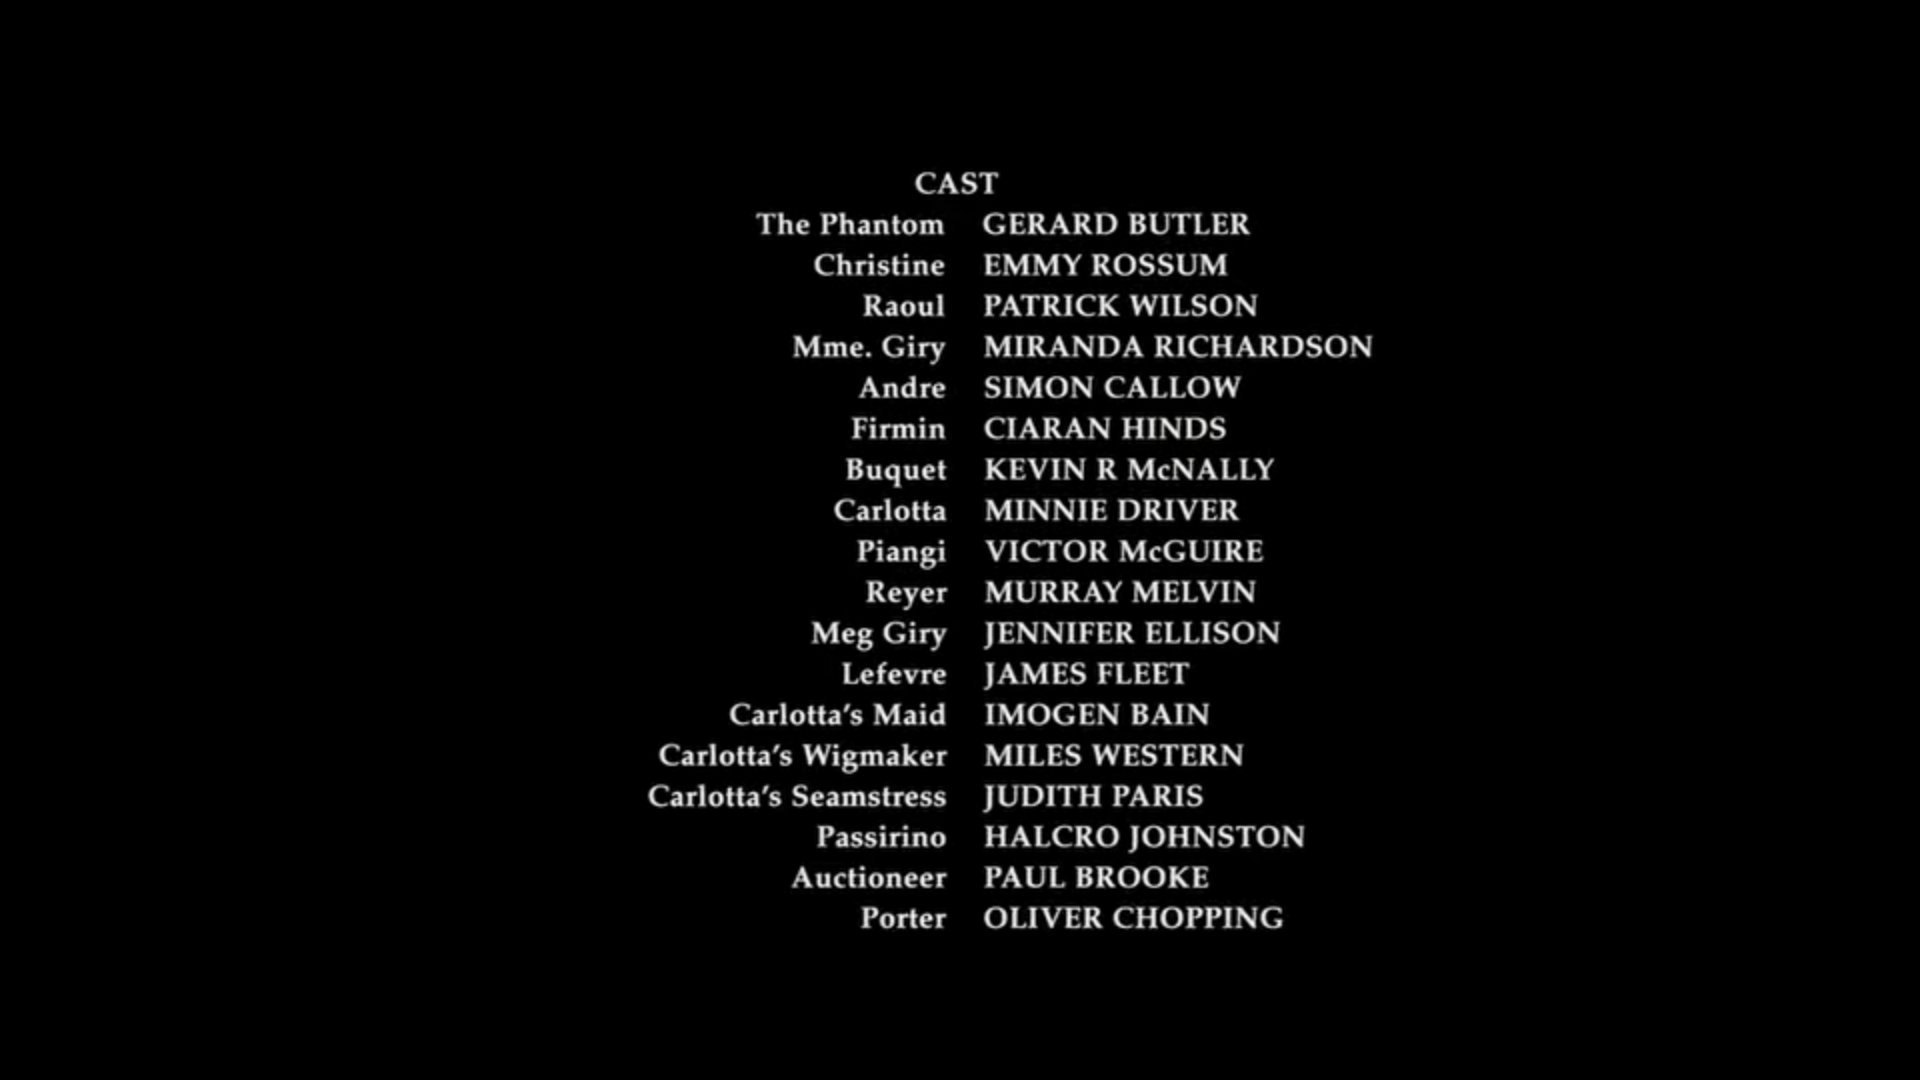 CAST
The Phantom GERARD BUTLER
Christine EMMY ROSSUM
Raoul PATRICK WILSON
Mme. Giry MIRANDA RICHARDSON
Andre SIMON CALLOW
Firmin CIARAN HINDS
Buquet KEVIN R McNALLY
Carlotta MINNIE DRIVER
Piangi VICTOR McGUIRE
Reyer MURRAY MELVIN
Meg Giry JENNIFER ELLISON
Lefevre JAMES FLEET
Carlotta’s Maid IMOGEN BAIN
Carlotta’s Wigmaker MILES WESTERN
Carlotta’s Seamstress JUDITH PARIS
Passirino HALCRO JOHNSTON
Auctioneer PAUL BROOKE
Porter OLIVER CHOPPING